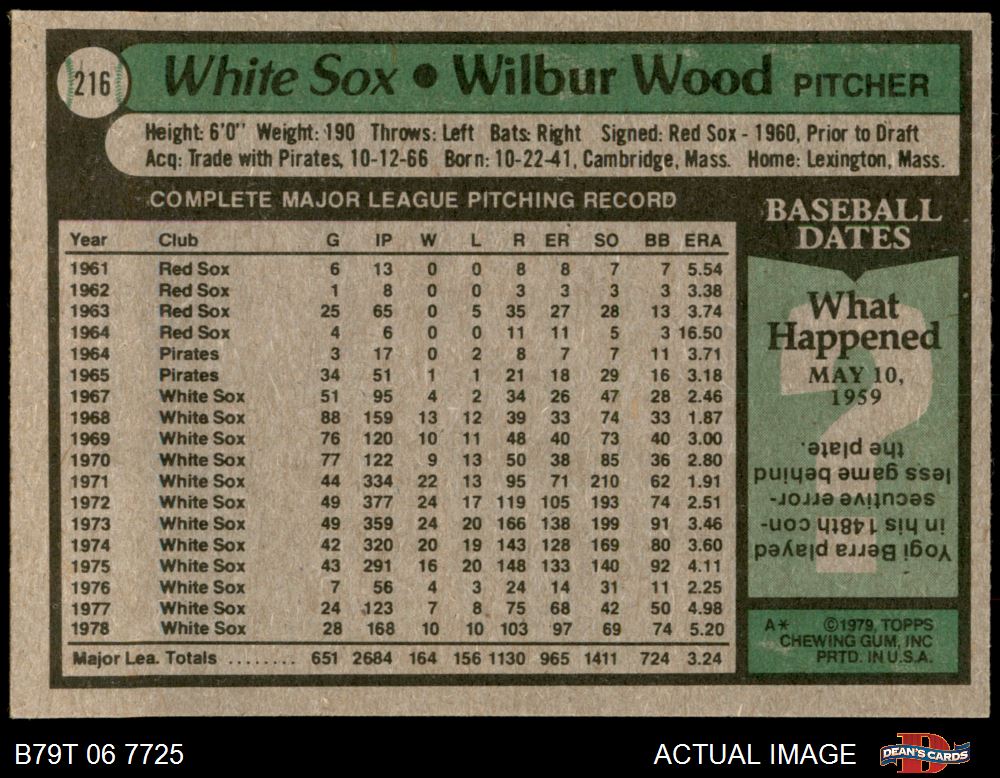 216 White Sox • Wilbur Wood PITCHER
Height: 6'0" Weight: 190 Throws: Left Bats: Right Signed: Red Sox - 1960, Prior to Draft
Acq: Trade with Pirates, 10-12-66 Born: 10-22-41, Cambridge, Mass. Home: Lexington, Mass.
COMPLETE MAJOR LEAGUE PITCHING RECORD
Year Club G IP W L R ER SO BB ERA
1961 Red Sox 6 13 0 0 8 8 7 7 5.54
1962 Red Sox 1 8 0 0 3 3 3 3 3.38
1963 Red Sox 25 65 0 5 35 27 28 13 3.74
1964 Red Sox 4 6 0 0 11 11 5 3 16.50
1964 Pirates 3 17 0 2 8 7 7 11 3.71
1965 Pirates 34 51 1 1 21 18 29 16 3.18
1967 White Sox 51 95 4 2 34 26 47 28 2.46
1968 White Sox 88 159 13 12 39 33 74 33 1.87
1969 White Sox 76 120 10 11 48 40 73 40 3.00
1970 White Sox 77 122 9 13 50 38 85 36 2.80
1971 White Sox 44 334 22 13 95 71 210 62 1.91
1972 White Sox 49 377 24 17 119 105 193 74 2.51
1973 White Sox 49 359 24 20 166 138 199 91 3.46
1974 White Sox 42 320 20 19 143 128 169 80 3.60
1975 White Sox 43 291 16 20 148 133 140 92 4.11
1976 White Sox 7 56 4 3 24 14 31 11 2.25
1977 White Sox 24 123 7 8 75 68 42 50 4.98
1978 White Sox 28 168 10 10 103 97 69 74 5.20
Major Lea. Totals ........ 651 2684 164 156 1130 965 1411 724 3.24
BASEBALL
DATES
What
Happened
MAY 10,
1959
Yogi Berra played
in his 148th con-
secutive error-
less game behind
the plate.
A* ©1979, TOPPS
CHEWING GUM, INC
PRTD. IN U.S.A.
B79T 06 7725
ACTUAL IMAGE
DEAN'S CARDS